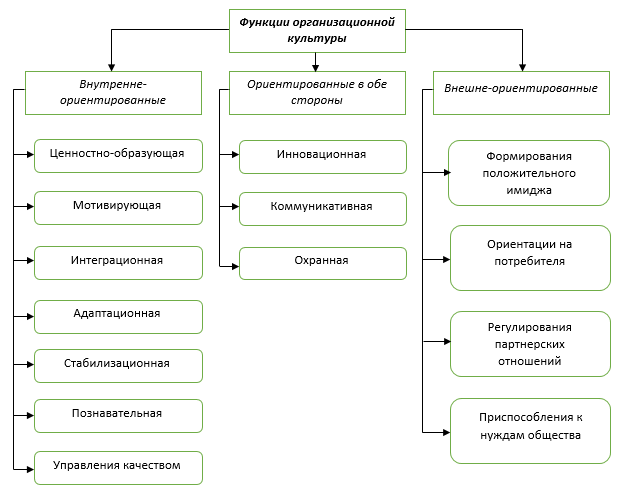 Функции организационной
культуры
Внутренне-
ориентированные
Ориентированные в обе
стороны
Внешне-ориентированные
Ценностно-образующая
Мотивирующая
Интеграционная
Адаптационная
Стабилизационная
Познавательная
Управления качеством
Инновационная
Коммуникативная
Охранная
Формирования
положительного
имиджа
Ориентации на
потребителя
Регулирования
партнерских
отношений
Приспособления к
нуждам общества